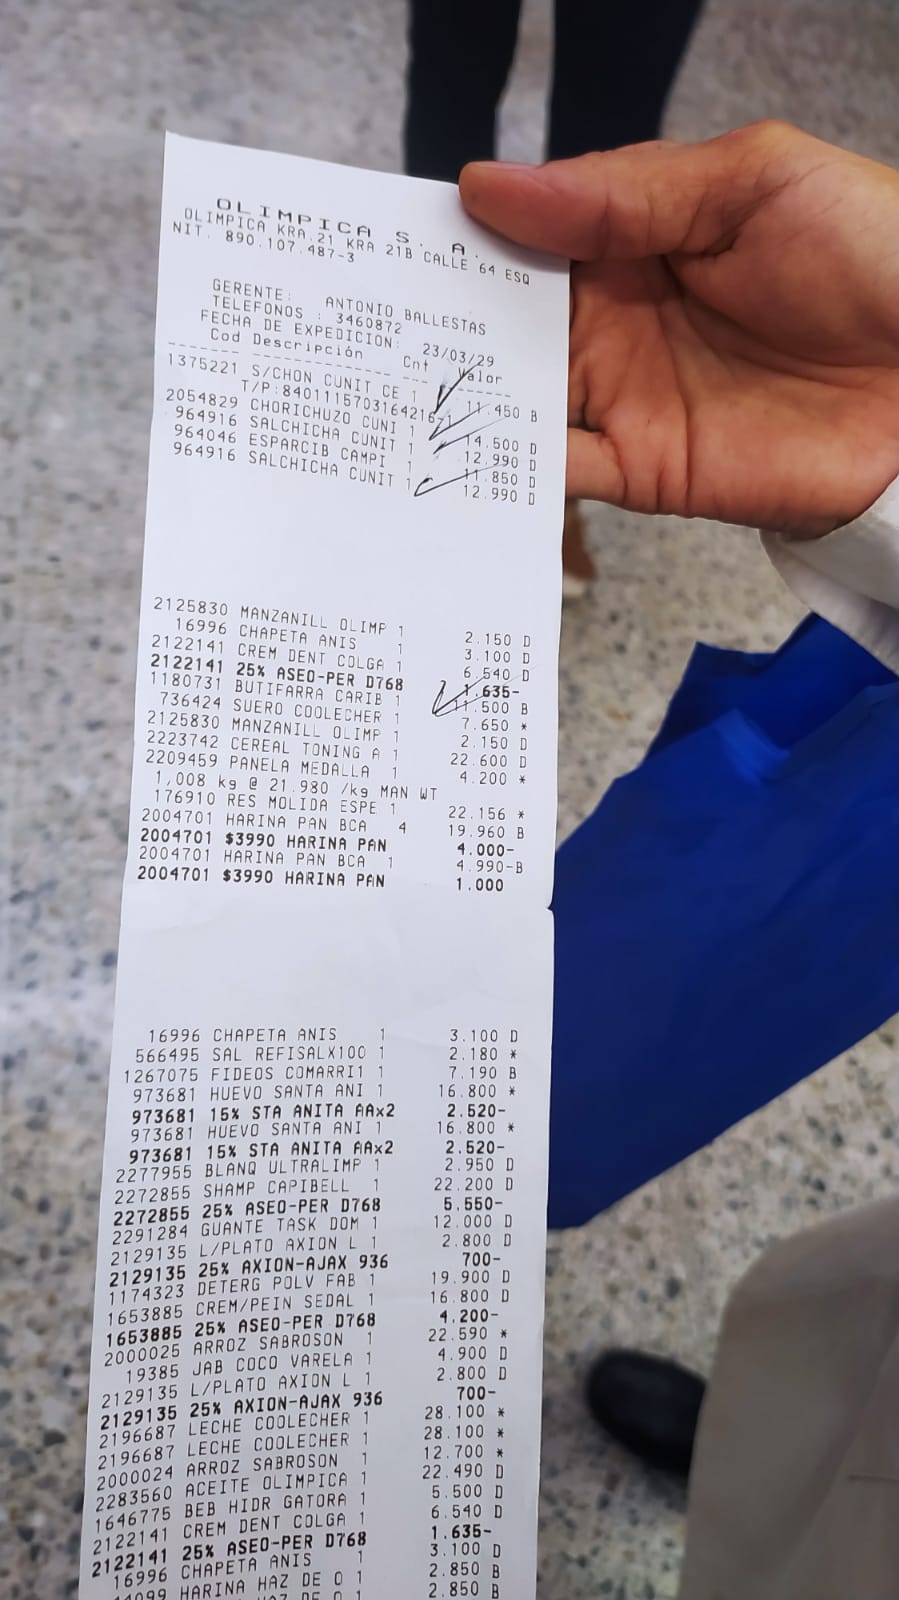 OLIMPICA S. A.
OLIMPICA KRA.21 KRA 21B CALLE 64 ESQ
NIT. 890.107.487-3
GERENTE: ANTONIO BALLESTAS
TELEFONOS : 3460872
FECHA DE EXPEDICION: 23/03/29
Cod Descripción Cnt Valor
1375221 S/CHON CUNIT CE 1 11.450 B
T/P:8401115703164216-1
2054829 CHORICHUZO CUNI 1 14.500 D
964916 SALCHICHA CUNIT 1 12.990 D
964046 ESPARCIB CAMPI 1 11.850 D
964916 SALCHICHA CUNIT 1 12.990 D
2125830 MANZANILL OLIMP 1 2.150 D
16996 CHAPETA ANIS 1 3.100 D
2122141 CREM DENT COLGA 1 6.540 D
2122141 25% ASEO-PER D768 1.635-
1180731 BUTIFARRA CARIB 1 11.500 B
736424 SUERO COOLECHER 1 7.650 *
2125830 MANZANILL OLIMP 1 2.150 D
2223742 CEREAL TONING A 1 22.600 D
2209459 PANELA MEDALLA 1 4.200 *
1,008 kg @ 21.980 /kg MAN WT
176910 RES MOLIDA ESPE 1 22.156 *
2004701 HARINA PAN BCA 4 19.960 B
2004701 $3990 HARINA PAN 4.000-
2004701 HARINA PAN BCA 1 4.990-B
2004701 $3990 HARINA PAN 1.000
16996 CHAPETA ANIS 1 3.100 D
566495 SAL REFISALX100 1 2.180 *
1267075 FIDEOS COMARRI1 1 7.190 B
973681 HUEVO SANTA ANI 1 16.800 *
973681 15% STA ANITA AAx2 2.520-
973681 HUEVO SANTA ANI 1 16.800 *
973681 15% STA ANITA AAx2 2.520-
2277955 BLANQ ULTRALIMP 1 2.950 D
2272855 SHAMP CAPIBELL 1 22.200 D
2272855 25% ASEO-PER D768 5.550-
2291284 GUANTE TASK DOM 1 12.000 D
2129135 L/PLATO AXION L 1 2.800 D
2129135 25% AXION-AJAX 936 700-
1174323 DETERG POLV FAB 1 19.900 D
1653885 CREM/PEIN SEDAL 1 16.800 D
1653885 25% ASEO-PER D768 4.200-
2000025 ARROZ SABROSON 1 22.590 *
19385 JAB COCO VARELA 1 4.900 D
2129135 L/PLATO AXION L 1 2.800 D
2129135 25% AXION-AJAX 936 700-
2196687 LECHE COOLECHER 1 28.100 *
2196687 LECHE COOLECHER 1 28.100 *
2000024 ARROZ SABROSON 1 12.700 *
2283560 ACEITE OLIMPICA 1 22.490 D
1646775 BEB HIDR GATORA 1 5.500 D
2122141 CREM DENT COLGA 1 6.540 D
2122141 25% ASEO-PER D768 1.635-
16996 CHAPETA ANIS 1 3.100 D
HARINA HAZ DE O 1 2.850 B
DE O 1 2.850 B